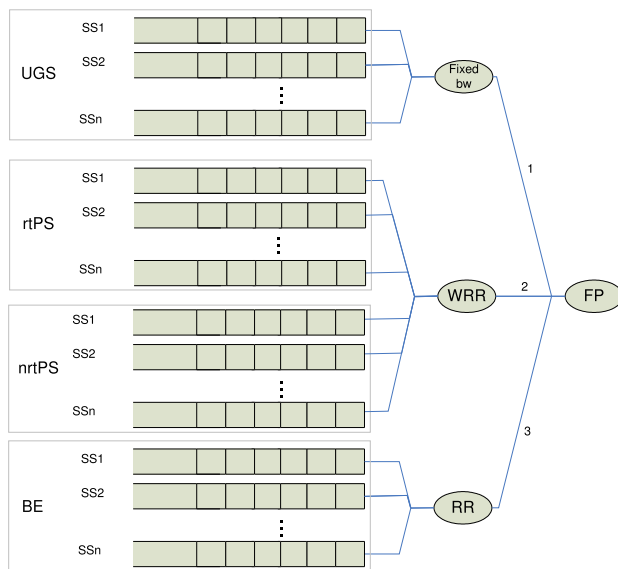 SS1
UGS
SS2
SSn
Fixed
bw
1
SS1
rtPS
SS2
SSn
WRR
2
FP
SS1
nrtPS
SS2
SSn
3
SS1
BE
SS2
SSn
RR